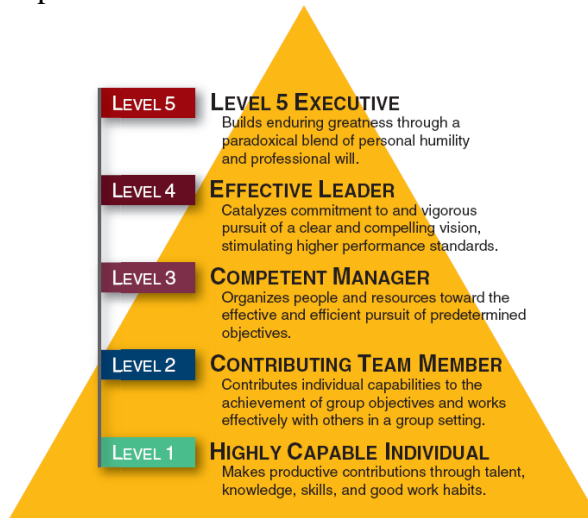 LEVEL 5
LEVEL 5 EXECUTIVE
Builds enduring greatness through a
paradoxical blend of personal humility
and professional will.
LEVEL 4
EFFECTIVE LEADER
Catalyzes commitment to and vigorous
pursuit of a clear and compelling vision,
stimulating higher performance standards.
LEVEL 3
COMPETENT MANAGER
Organizes people and resources toward the
effective and efficient pursuit of predetermined
objectives.
LEVEL 2
CONTRIBUTING TEAM MEMBER
Contributes individual capabilities to the
achievement of group objectives and works
effectively with others in a group setting.
LEVEL 1
HIGHLY CAPABLE INDIVIDUAL
Makes productive contributions through talent,
knowledge, skills, and good work habits.